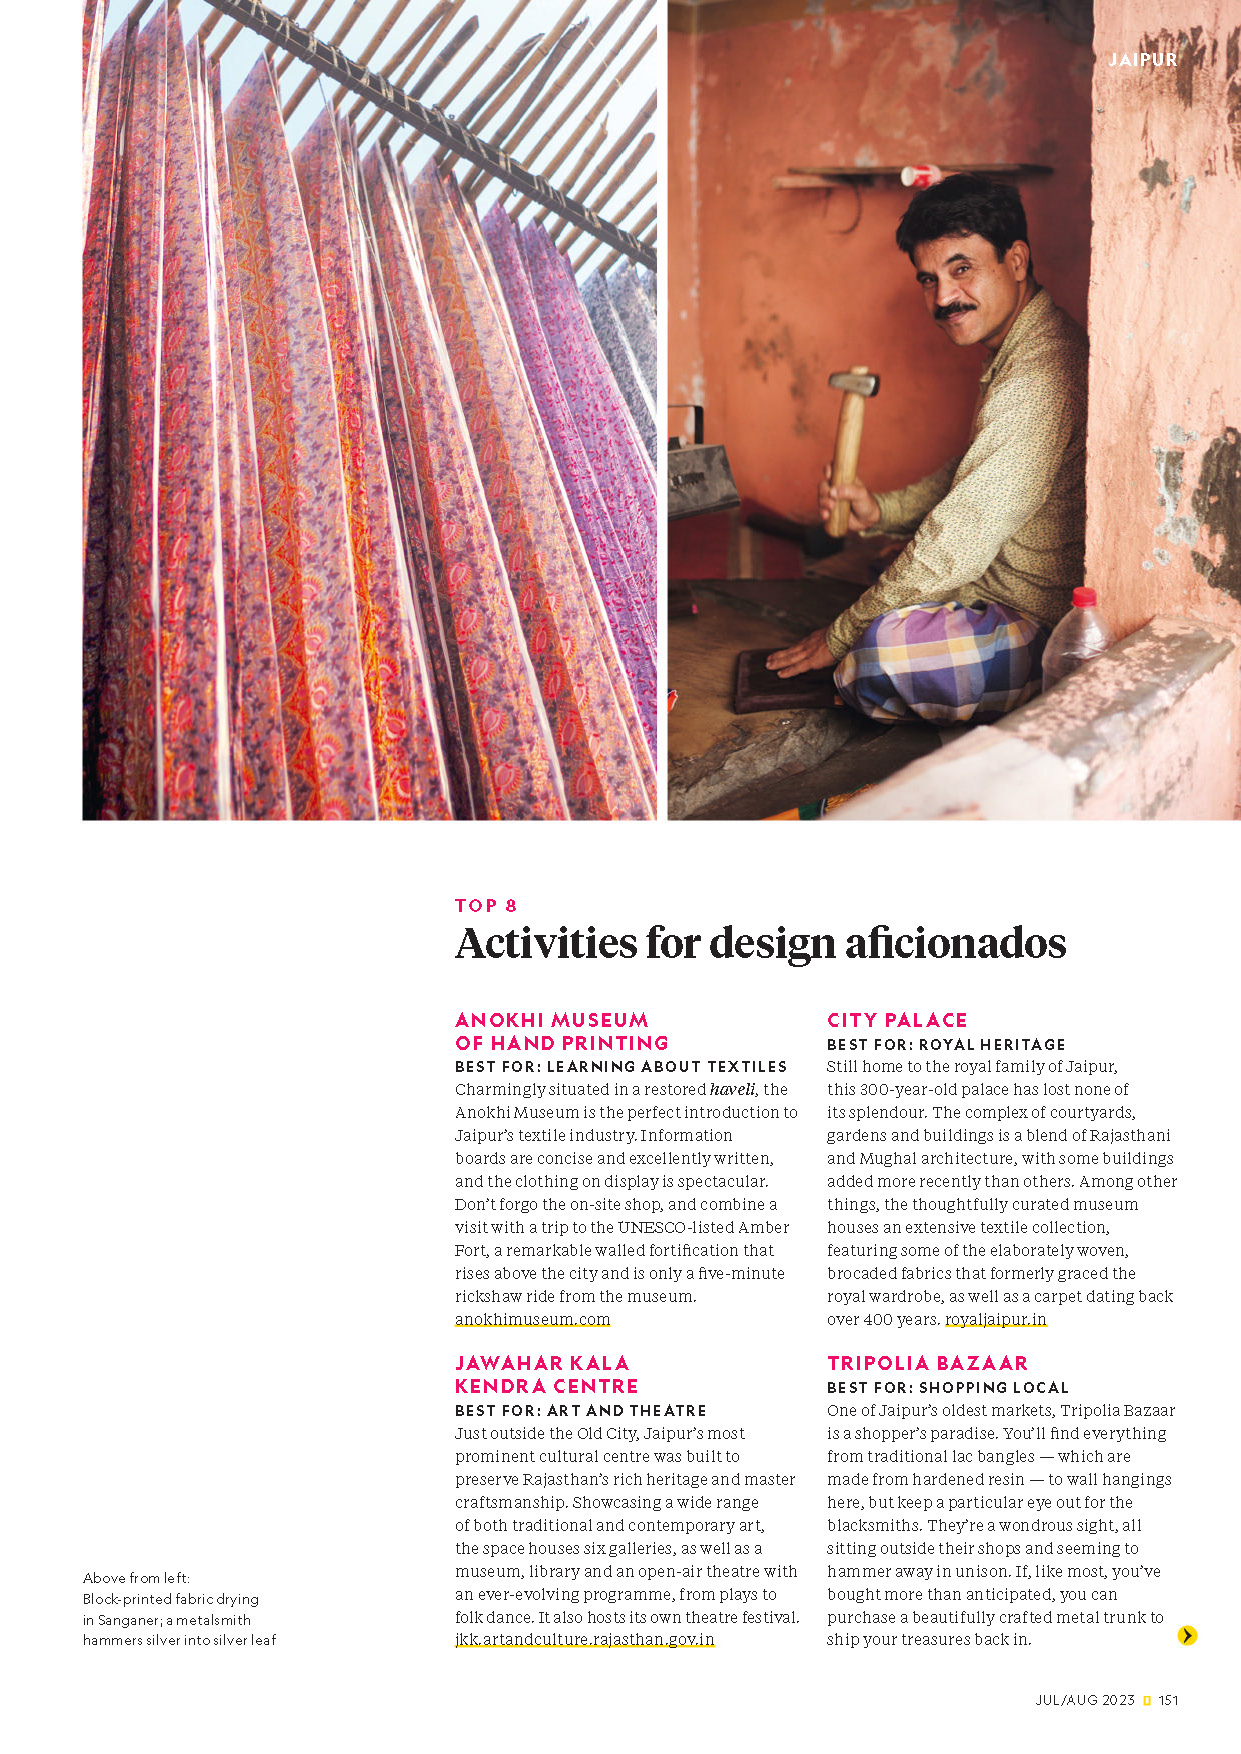 JAIPUR
TOP 8
Activities for design aficionados
ANOKHI MUSEUM
OF HAND PRINTING
BEST FOR: LEARNING ABOUT TEXTILES
Charmingly situated in a restored haveli, the
Anokhi Museum is the perfect introduction to
Jaipur's textile industry. Information
boards are concise and excellently written,
and the clothing on display is spectacular.
Don't forgo the on-site shop, and combine a
visit with a trip to the UNESCO-listed Amber
Fort, a remarkable walled fortification that
rises above the city and is only a five-minute
rickshaw ride from the museum.
anokhimuseum.com
JAWAHAR KALA
KENDRA CENTRE
BEST FOR: ART AND THEATRE
Just outside the Old City, Jaipur's most
prominent cultural centre was built to
preserve Rajasthan's rich heritage and master
craftsmanship. Showcasing a wide range
of both traditional and contemporary art,
the space houses six galleries, as well as a
museum, library and an open-air theatre with
an ever-evolving programme, from plays to
folk dance. It also hosts its own theatre festival.
jkk.artandculture.rajasthan.gov.in
CITY PALACE
BEST FOR: ROYAL HERITAGE
Still home to the royal family of Jaipur,
this 300-year-old palace has lost none of
its splendour. The complex of courtyards,
gardens and buildings is a blend of Rajasthani
and Mughal architecture, with some buildings
added more recently than others. Among other
things, the thoughtfully curated museum
houses an extensive textile collection,
featuring some of the elaborately woven,
brocaded fabrics that formerly graced the
royal wardrobe, as well as a carpet dating back
over 400 years. royaljaipur.in
TRIPOLIA BAZAAR
BEST FOR: SHOPPING LOCAL
One of Jaipur's oldest markets, Tripolia Bazaar
is a shopper's paradise. You'll find everything
from traditional lac bangles — which are
made from hardened resin — to wall hangings
here, but keep a particular eye out for the
blacksmiths. They're a wondrous sight, all
sitting outside their shops and seeming to
hammer away in unison. If, like most, you've
bought more than anticipated, you can
purchase a beautifully crafted metal trunk to
ship your treasures back in.
Above from left:
Block-printed fabric drying
in Sanganer; a metalsmith
hammers silver into silver leaf
JUL/AUG 2023 151